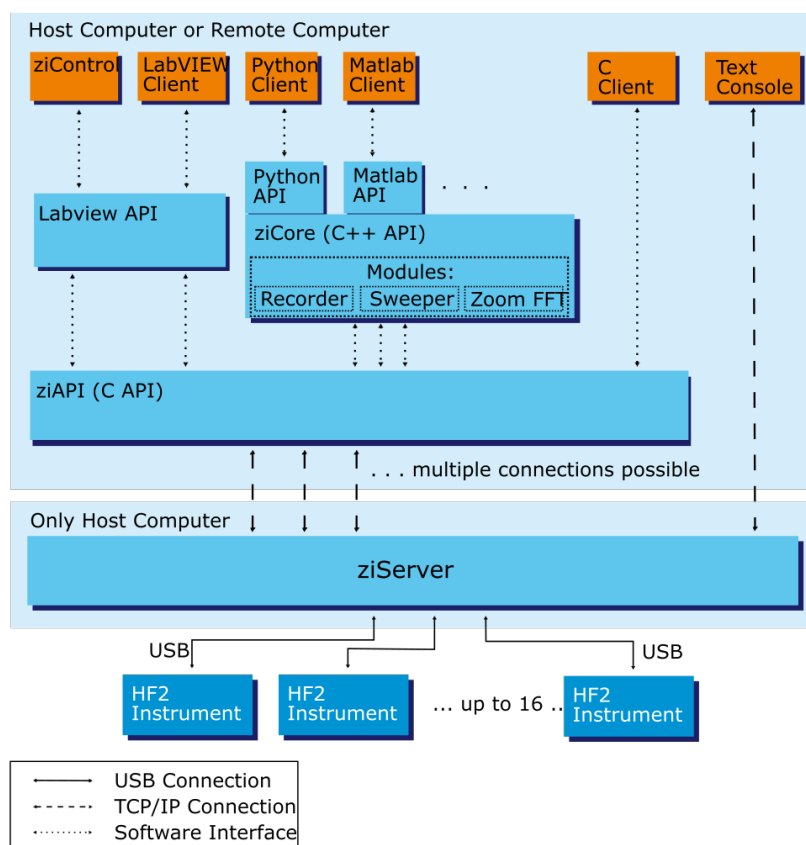 Host Computer or Remote Computer
ziControl
LabVIEW
Client
Python
Client
Matlab
Client
C
Client
Text
Console
Python
API
Matlab
API
. . .
Labview API
ziCore (C++ API)
Modules:
Recorder
Sweeper
Zoom FFT
ziAPI (C API)
. . . multiple connections possible
Only Host Computer
ziServer
USB
USB
HF2
Instrument
HF2
Instrument
... up to 16 ..
HF2
Instrument
USB Connection
TCP/IP Connection
Software Interface